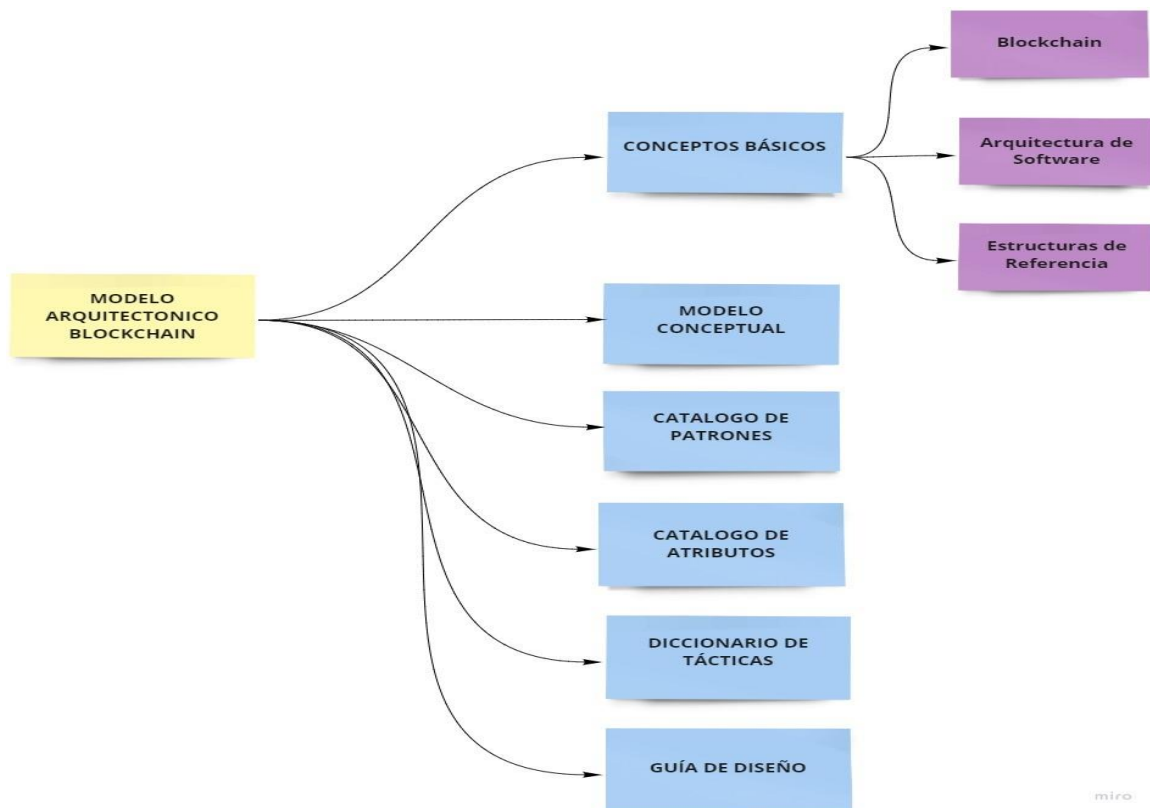 Blockchain
CONCEPTOS BÁSICOS
Arquitectura de
Software
Estructuras de
Referencia
MODELO
ARQUITECTONICO
BLOCKCHAIN
MODELO
CONCEPTUAL
CATALOGO DE
PATRONES
CATALOGO DE
ATRIBUTOS
DICCIONARIO DE
TÁCTICAS
GUÍA DE DISEÑO
miro